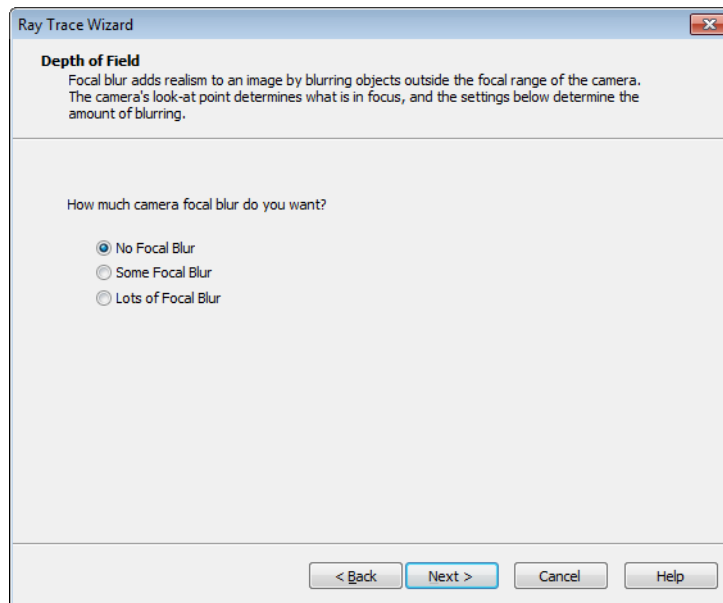 Ray Trace Wizard
Depth of Field
Focal blur adds realism to an image by blurring objects outside the focal range of the camera.
The camera's look-at point determines what is in focus, and the settings below determine the
amount of blurring.
How much camera focal blur do you want?
No Focal Blur
Some Focal Blur
Lots of Focal Blur
< Back
Next >
Cancel
Help